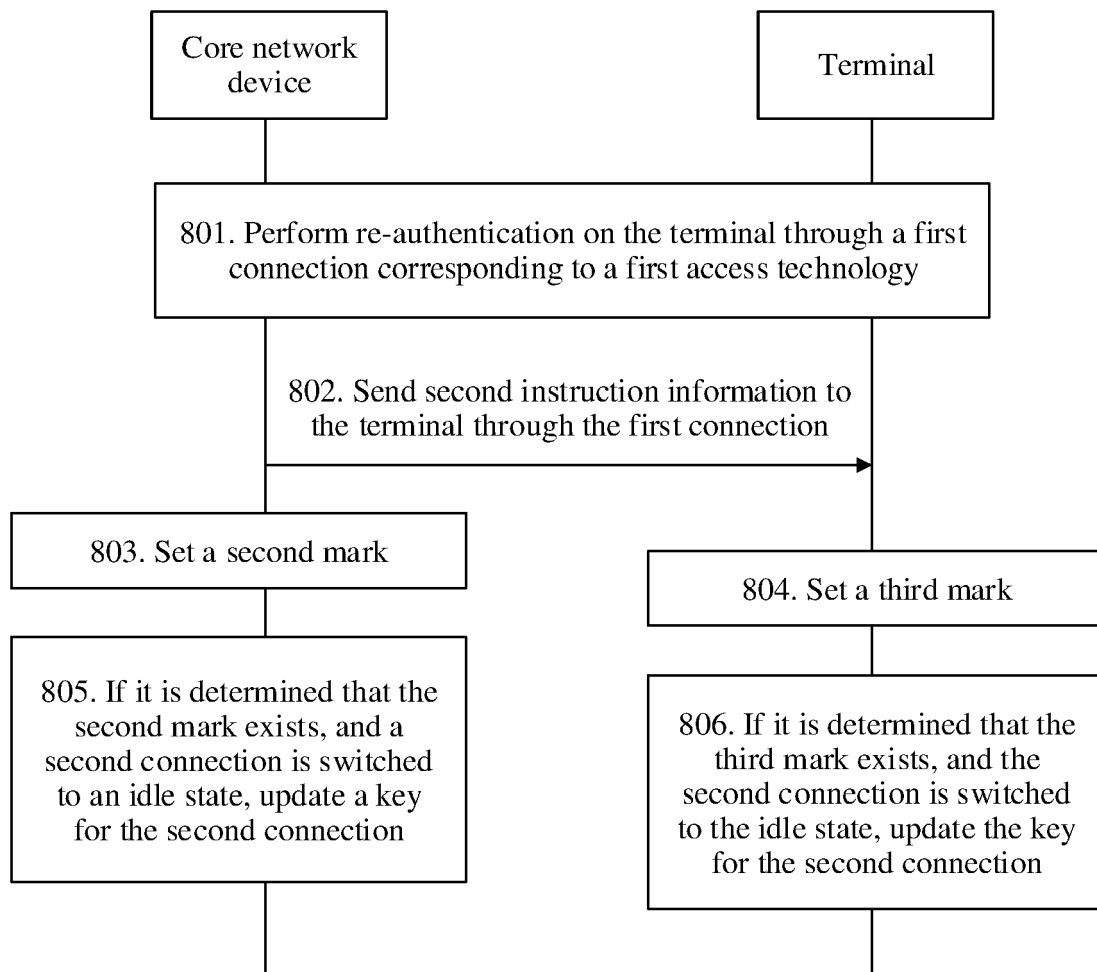 Core network
device
Terminal
801. Perform re-authentication on the terminal through a first
connection corresponding to a first access technology
802. Send second instruction information to
the terminal through the first connection
803. Set a second mark
804. Set a third mark
805. If it is determined that the
second mark exists, and a
second connection is switched
to an idle state, update a key
for the second connection
806. If it is determined that the
third mark exists, and the
second connection is switched
to the idle state, update the key
for the second connection